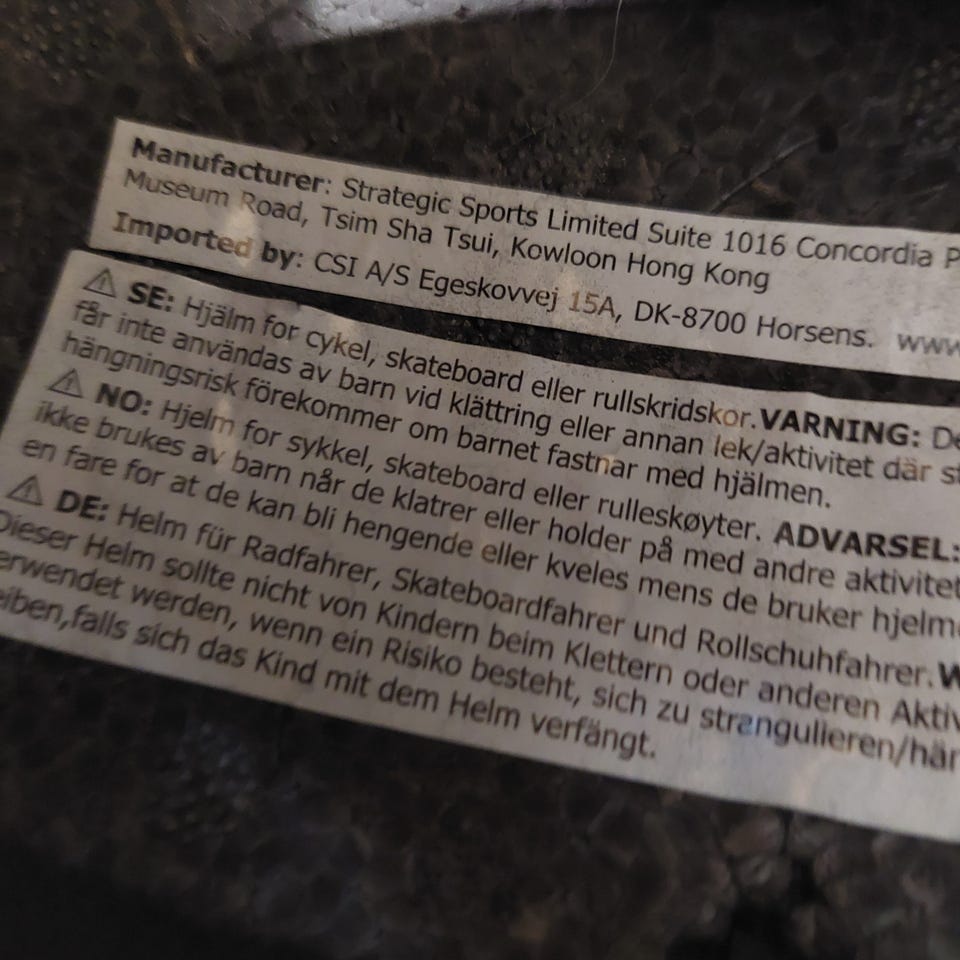 Manufacturer: Strategic Sports Limited Suite 1016 Concordia
Museum Road, Tsim Sha Tsui, Kowloon Hong Kong
Imported by: CSI A/S Egeskovvej 15A, DK-8700 Horsens. www
SE: Hjälm for cykel, skateboard eller rullskridskor. VARNING:
får inte användas av barn vid klättring eller annan lek/aktivitet där
hängningsrisk förekommer om barnet fastnar med hjälmen.
NO: Hjelm for sykkel, skateboard eller rulleskøyter. ADVARSEL:
ikke brukes av barn når de klatrer eller holder på med andre aktivitet
en fare for at de kan bli hengende eller kveles mens de bruker hjelm
DE: Helm für Radfahrer, Skateboardfahrer und Rollschuhfahrer.
Dieser Helm sollte nicht von Kindern beim Klettern oder anderen Aktiv
erwendet werden, wenn ein Risiko besteht, sich zu strangulieren/hän
eiben,falls sich das Kind mit dem Helm verfängt.